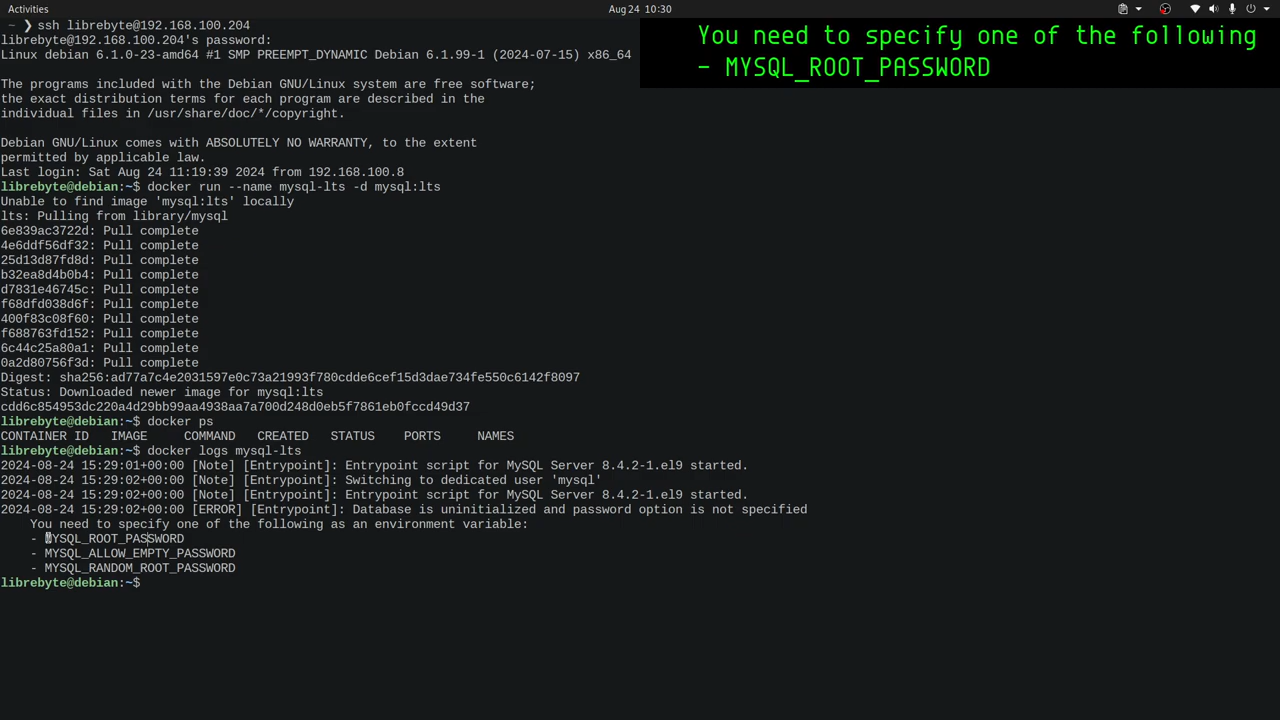 Activities
Aug 24 10:30
~ ❯ ssh librebyte@192.168.100.204
librebyte@192.168.100.204's password:
Linux debian 6.1.0-23-amd64 #1 SMP PREEMPT_DYNAMIC Debian 6.1.99-1 (2024-07-15) x86_64
You need to specify one of the following
- MYSQL_ROOT_PASSWORD
The programs included with the Debian GNU/Linux system are free software;
the exact distribution terms for each program are described in the
individual files in /usr/share/doc/*/copyright.
Debian GNU/Linux comes with ABSOLUTELY NO WARRANTY, to the extent
permitted by applicable law.
Last login: Sat Aug 24 11:19:39 2024 from 192.168.100.8
librebyte@debian:~$ docker run --name mysql-lts -d mysql:lts
Unable to find image 'mysql:lts' locally
lts: Pulling from library/mysql
6e839ac3722d: Pull complete
4e6ddf56df32: Pull complete
25d13d87fd8d: Pull complete
b32ea8d4b0b4: Pull complete
d7831e46745c: Pull complete
f68dfd038d6f: Pull complete
400f83c08f60: Pull complete
f688763fd152: Pull complete
6c44c25a80a1: Pull complete
0a2d80756f3d: Pull complete
Digest: sha256:ad77a7c4e2031597e0c73a21993f780cdde6cef15d3dae734fe550c6142f8097
Status: Downloaded newer image for mysql:lts
cdd6c854953dc220a4d29bb99aa4938aa7a700d248d0eb5f7861eb0fccd49d37
librebyte@debian:~$ docker ps
CONTAINER ID   IMAGE     COMMAND   CREATED   STATUS    PORTS     NAMES
librebyte@debian:~$ docker logs mysql-lts
2024-08-24 15:29:01+00:00 [Note] [Entrypoint]: Entrypoint script for MySQL Server 8.4.2-1.el9 started.
2024-08-24 15:29:02+00:00 [Note] [Entrypoint]: Switching to dedicated user 'mysql'
2024-08-24 15:29:02+00:00 [Note] [Entrypoint]: Entrypoint script for MySQL Server 8.4.2-1.el9 started.
2024-08-24 15:29:02+00:00 [ERROR] [Entrypoint]: Database is uninitialized and password option is not specified
You need to specify one of the following as an environment variable:
- MYSQL_ROOT_PASSWORD
- MYSQL_ALLOW_EMPTY_PASSWORD
- MYSQL_RANDOM_ROOT_PASSWORD
librebyte@debian:~$